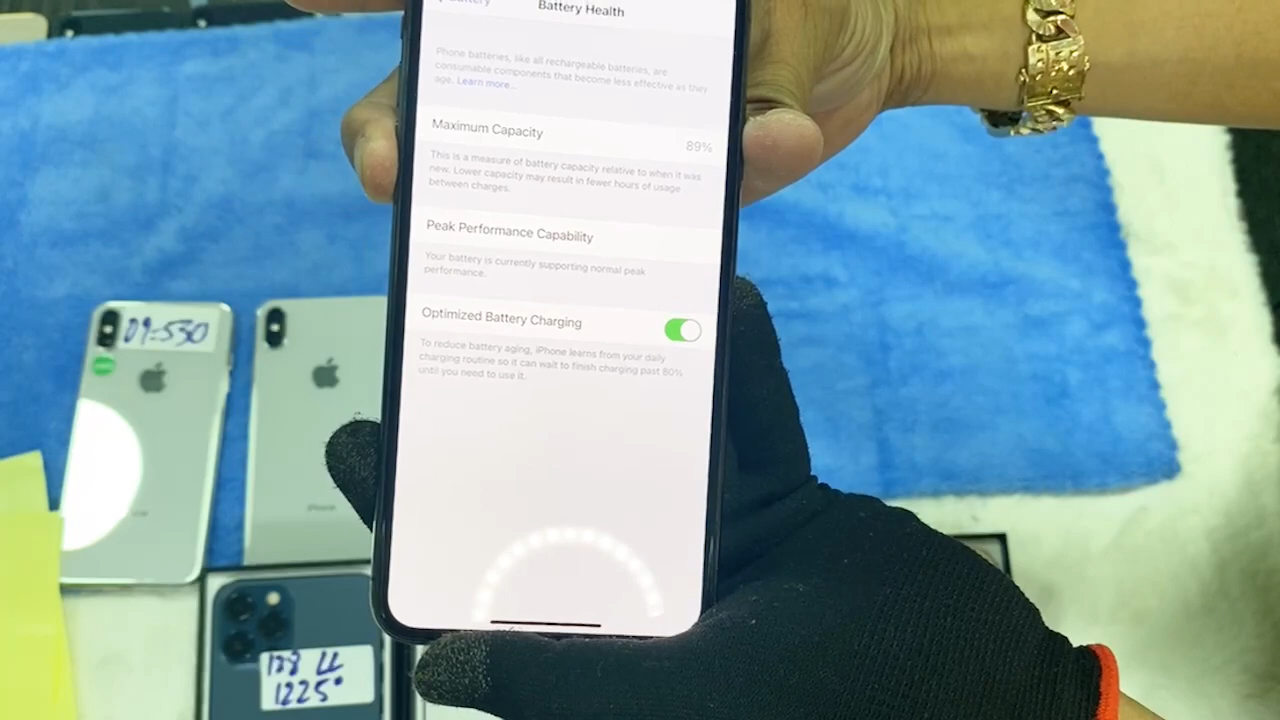 Battery
Battery Health
Phone batteries, like all rechargeable batteries, are
consumable components that become less effective as they
age. Learn more...
Maximum Capacity
89%
This is a measure of battery capacity relative to when it was
new. Lower capacity may result in fewer hours of usage
between charges.
Peak Performance Capability
Your battery is currently supporting normal peak
performance.
Optimized Battery Charging
To reduce battery aging, iPhone learns from your daily
charging routine so it can wait to finish charging past 80%
until you need to use it.
iPhone
128 LL
1225°